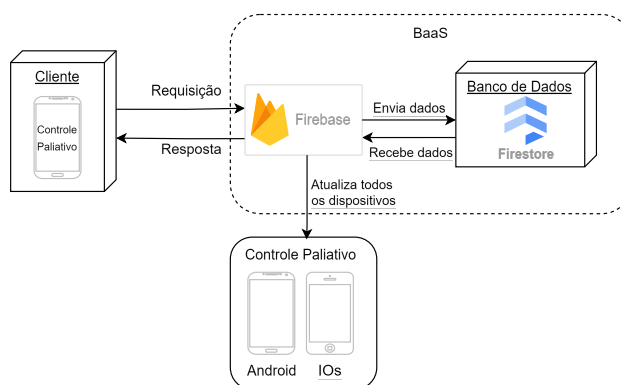 BaaS
Cliente
Controle
Paliativo
Requisição
Resposta
Firebase
Envia dados
Recebe dados
Banco de Dados
Firestore
Atualiza todos
os dispositivos
Controle Paliativo
Android
IOs